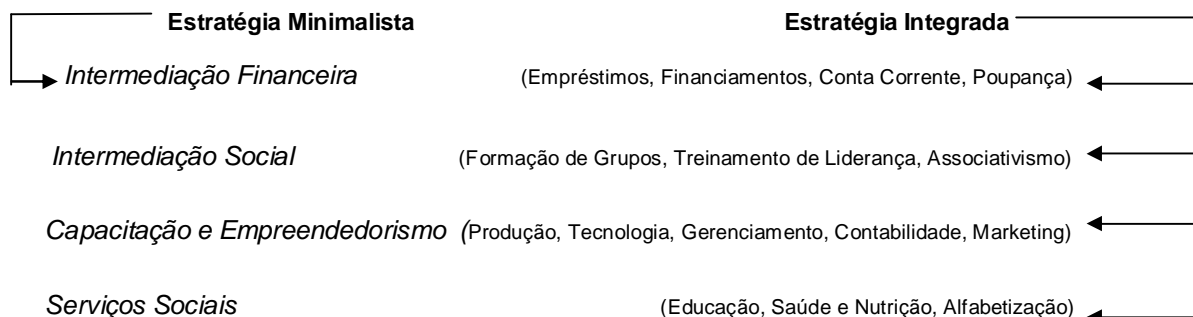 Estratégia Minimalista Estratégia Integrada
Intermediação Financeira (Empréstimos, Financiamentos, Conta Corrente, Poupança)
Intermediação Social (Formação de Grupos, Treinamento de Liderança, Associativismo)
Capacitação e Empreendedorismo (Produção, Tecnologia, Gerenciamento, Contabilidade, Marketing)
Serviços Sociais (Educação, Saúde e Nutrição, Alfabetização)